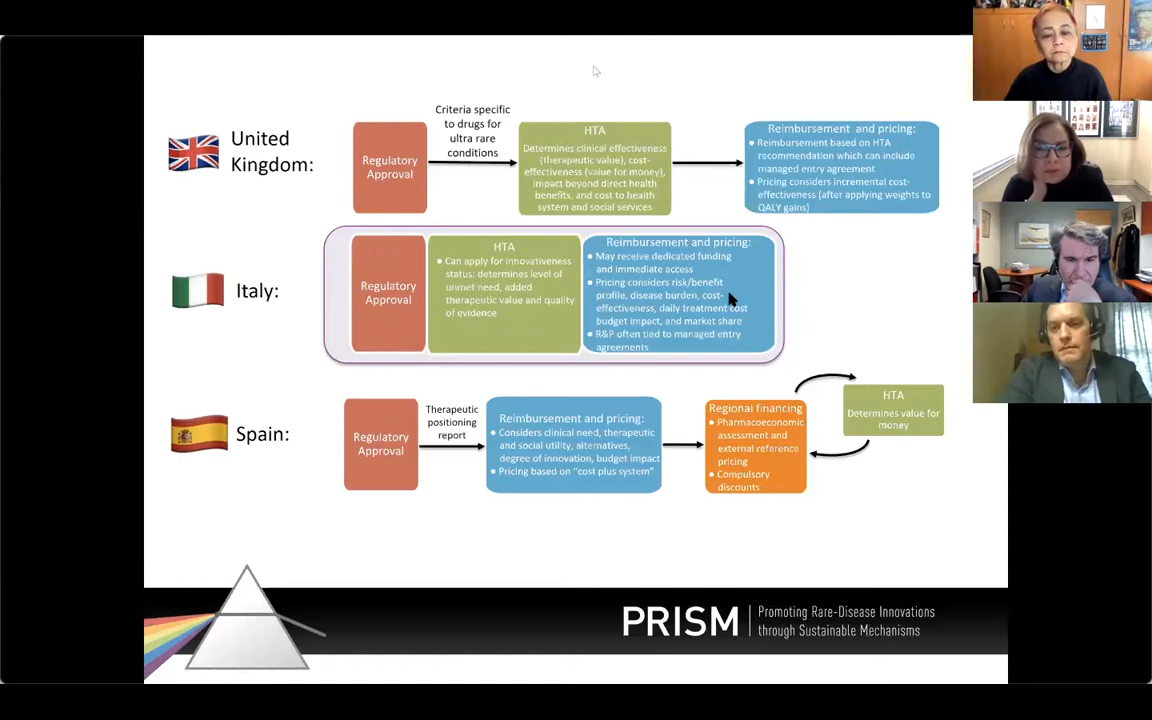 United
Kingdom:
Regulatory
Approval
Criteria specific
to drugs for
ultra rare
conditions
HTA
Determines clinical effectiveness
(therapeutic value), cost-
effectiveness (value for money),
impact beyond direct health
benefits, and cost to health
system and social services
Reimbursement and pricing:
• Reimbursement based on HTA
recommendation which can include
managed entry agreement
• Pricing considers incremental cost-
effectiveness (after applying weights to
QALY gains)
Italy:
Regulatory
Approval
HTA
• Can apply for innovativeness
status: determines level of
unmet need, added
therapeutic value and quality
of evidence
Reimbursement and pricing:
• May receive dedicated funding
and immediate access
• Pricing considers risk/benefit
profile, disease burden, cost-
effectiveness, daily treatment cost
budget impact, and market share
• R&P often tied to managed entry
agreements
Spain:
Regulatory
Approval
Therapeutic
positioning
report
Reimbursement and pricing:
• Considers clinical need, therapeutic
and social utility, alternatives,
degree of innovation, budget impact
• Pricing based on "cost plus system"
Regional financing
• Pharmacoeconomic
assessment and
external reference
pricing
• Compulsory
discounts
HTA
Determines value for
money
PRISM
Promoting Rare-Disease Innovations
through Sustainable Mechanisms